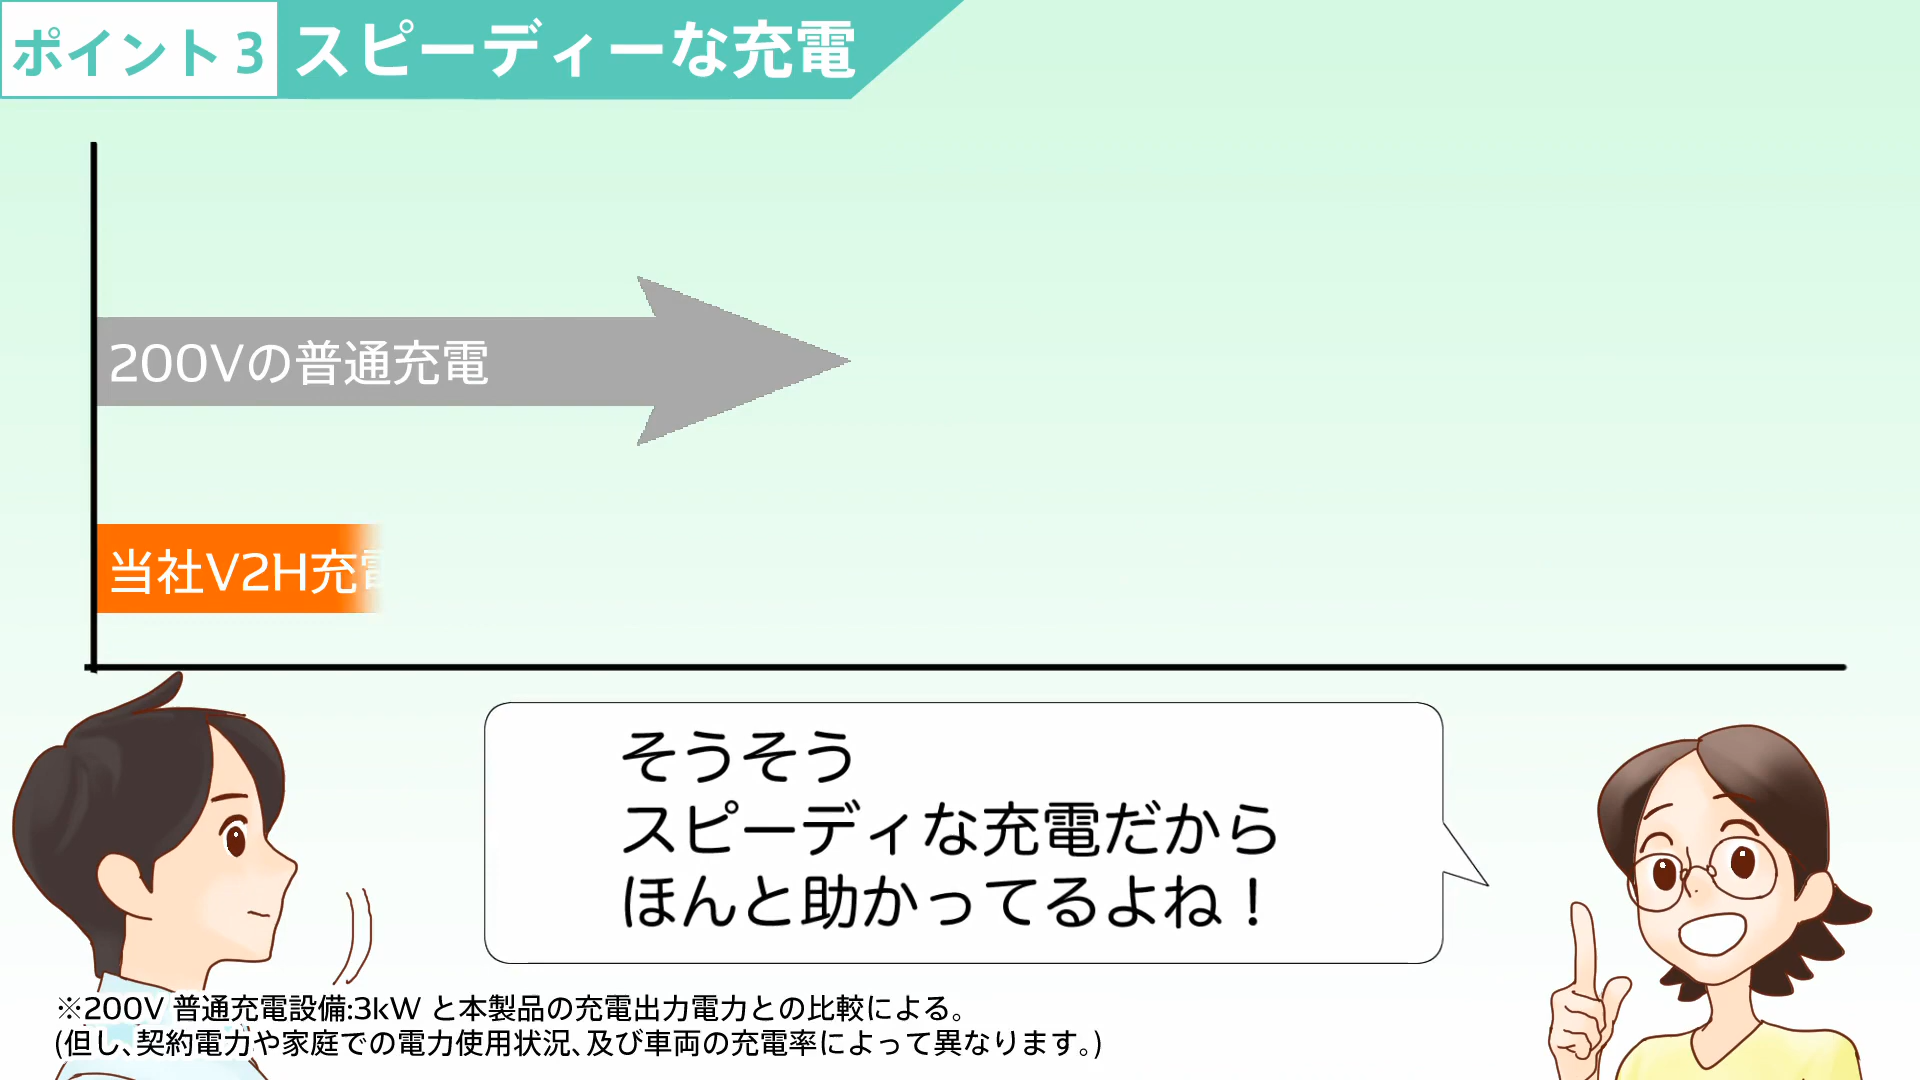 ポイント3 スピーディーな充電
200Vの普通充電
当社V2H充電
そうそう
スピーディな充電だから
ほんと助かってるよね！
※200V 普通充電設備:3kW と本製品の充電出力電力との比較による。
(但し、契約電力や家庭での電力使用状況、及び車両の充電率によって異なります。)